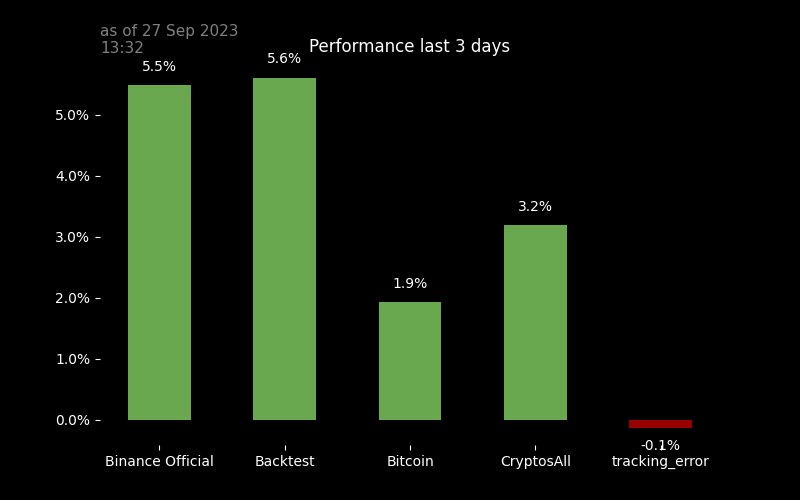 as of 27 Sep 2023
13:32
Performance last 3 days
5.5%
5.6%
1.9%
3.2%
-0.1%
5.0%
4.0%
3.0%
2.0%
1.0%
0.0%
Binance Official
Backtest
Bitcoin
CryptosAll
tracking_error